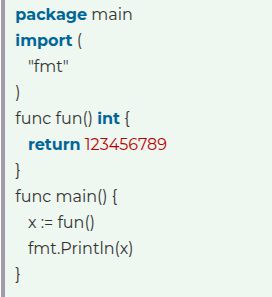 package main
import (
"fmt"
)
func fun() int {
return 123456789
}
func main() {
x := fun()
fmt.Println(x)
}